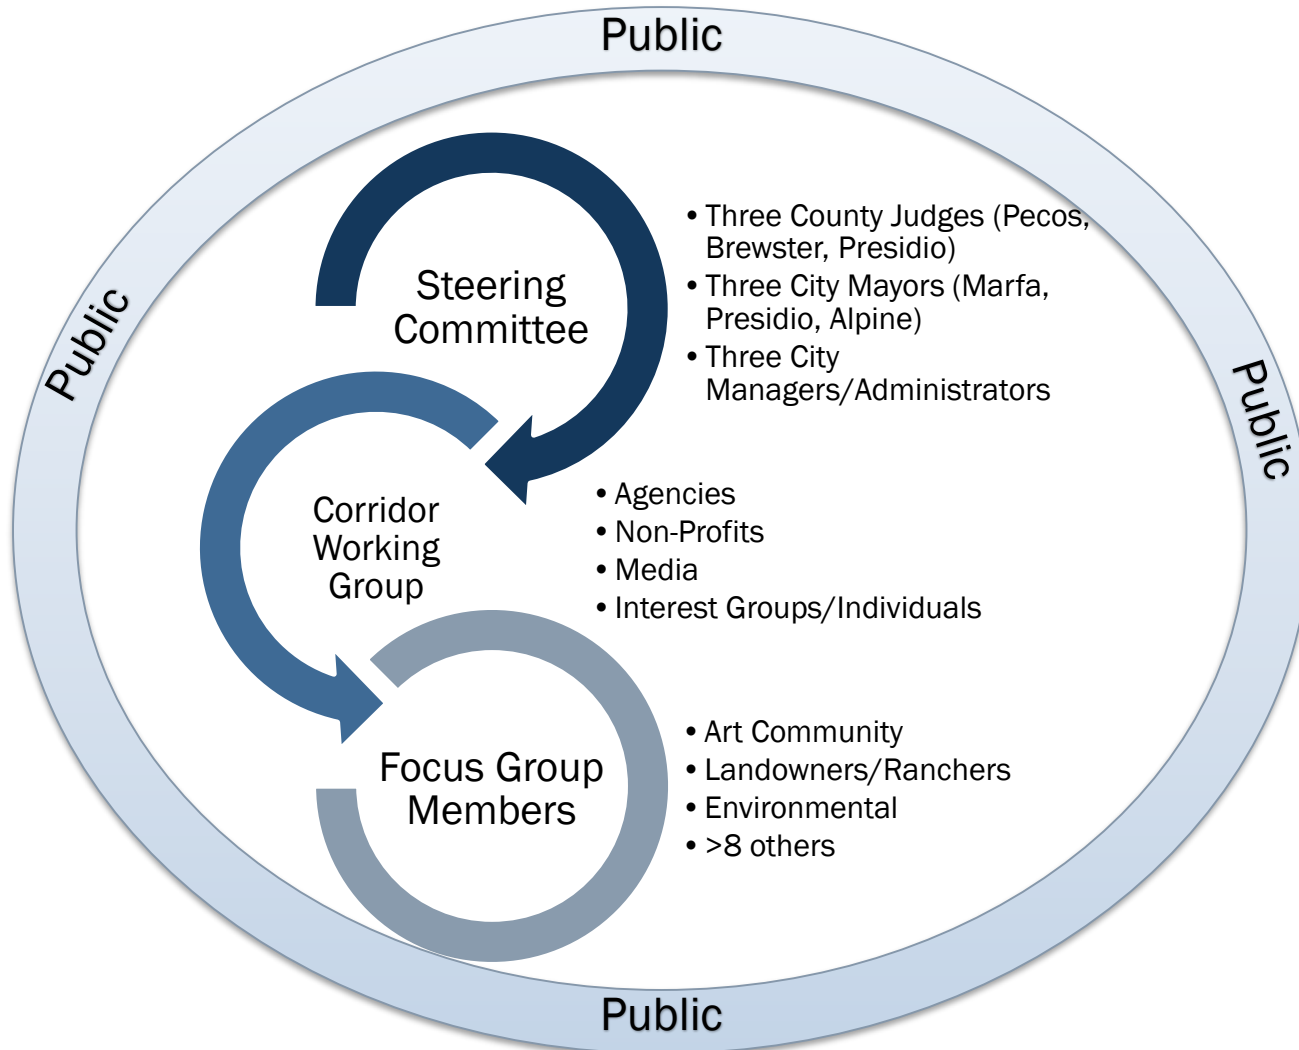 Public
Public
Steering
Committee
• Three County Judges (Pecos,
Brewster, Presidio)
• Three City Mayors (Marfa,
Presidio, Alpine)
• Three City
Managers/Administrators
Public
Corridor
Working
Group
• Agencies
• Non-Profits
• Media
• Interest Groups/Individuals
Focus Group
Members
• Art Community
• Landowners/Ranchers
• Environmental
• >8 others
Public